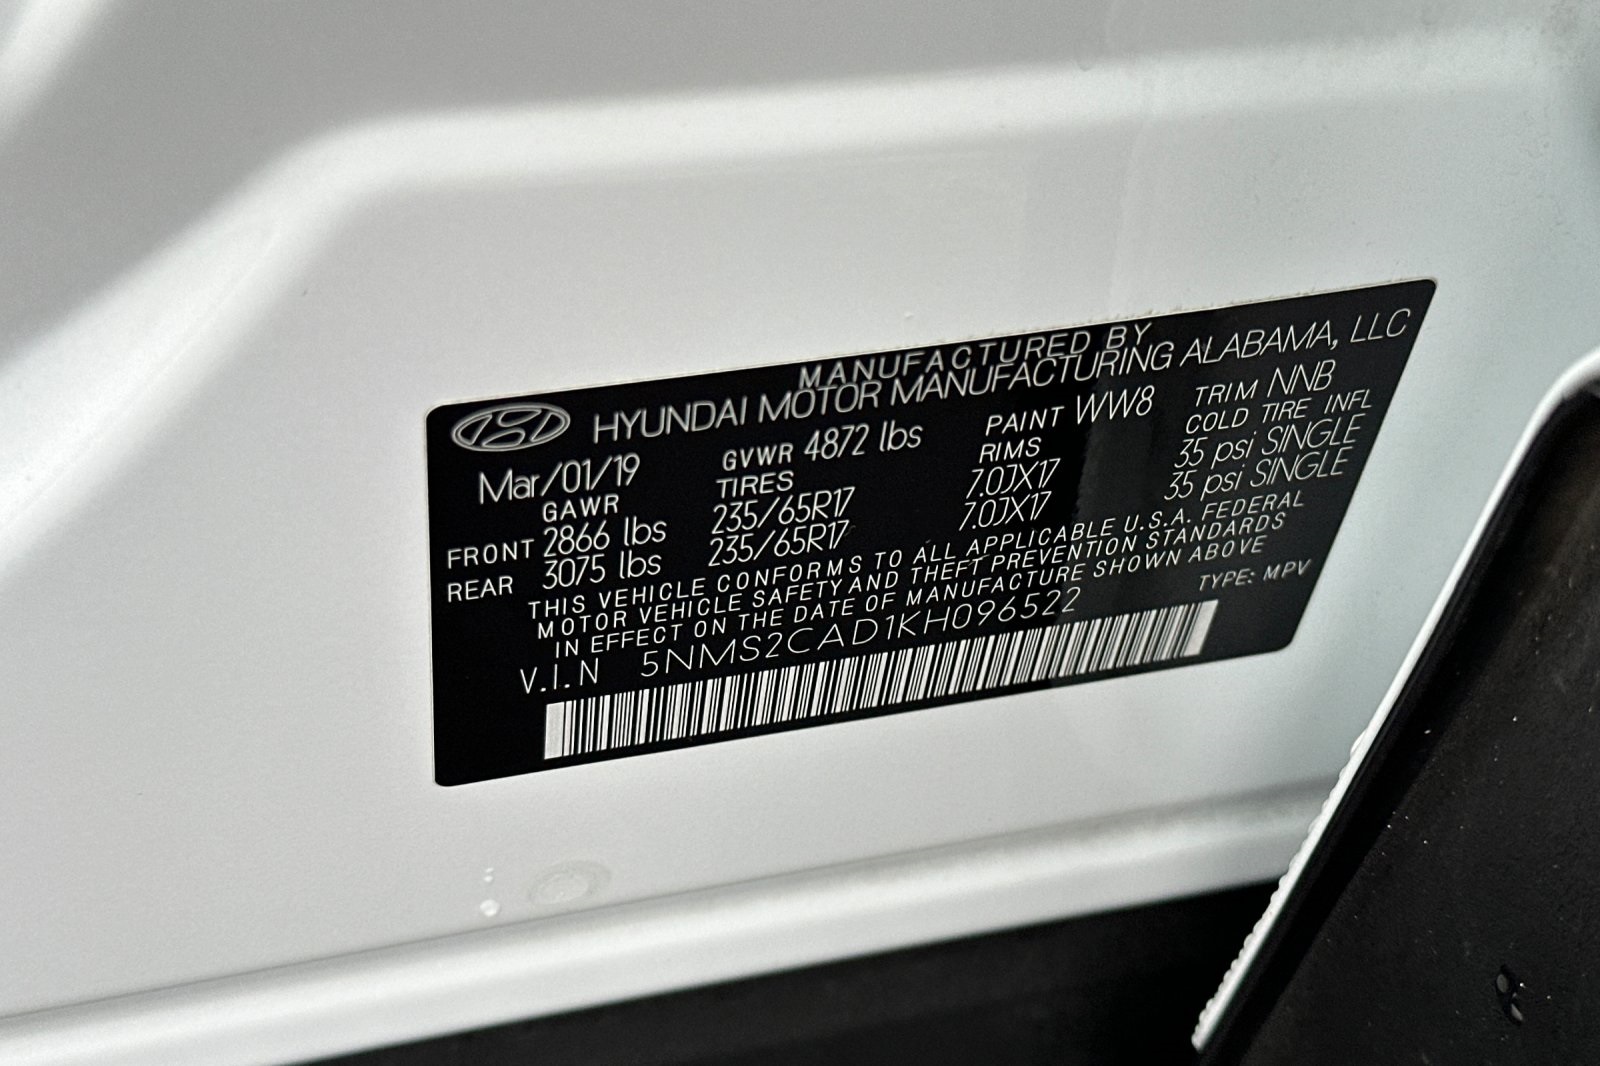 MANUFACTURED BY
HYUNDAI MOTOR MANUFACTURING ALABAMA, LLC
Mar/01/19 GVWR 4872 lbs PAINT WW8 TRIM NNB
GAWR TIRES RIMS COLD TIRE INFL
FRONT 2866 lbs 235/65R17 7.0JX17 35 psi SINGLE
REAR 3075 lbs 235/65R17 7.0JX17 35 psi SINGLE
THIS VEHICLE CONFORMS TO ALL APPLICABLE U.S.A. FEDERAL
MOTOR VEHICLE SAFETY AND THEFT PREVENTION STANDARDS
IN EFFECT ON THE DATE OF MANUFACTURE SHOWN ABOVE
V.I.N 5NMS2CAD1KH096522 TYPE: MPV